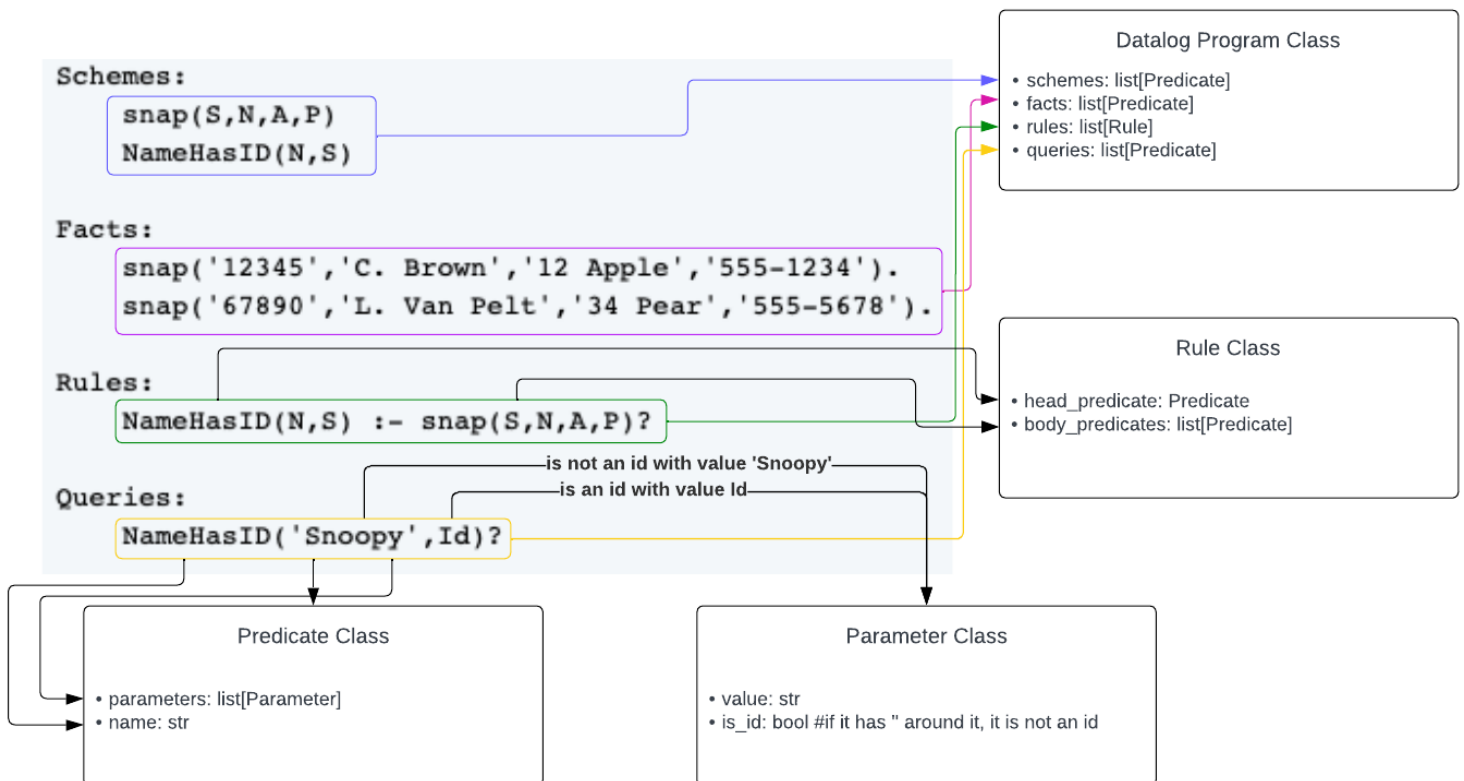 Datalog Program Class
• schemes: list[Predicate]
• facts: list[Predicate]
• rules: list[Rule]
• queries: list[Predicate]
Schemes:
snap(S,N,A,P)
NameHasID(N,S)
Facts:
snap('12345','C. Brown','12 Apple','555-1234').
snap('67890','L. Van Pelt','34 Pear','555-5678').
Rule Class
• head_predicate: Predicate
• body_predicates: list[Predicate]
Rules:
NameHasID(N,S) :- snap(S,N,A,P)?
is not an id with value 'Snoopy'
is an id with value Id
Queries:
NameHasID('Snoopy',Id)?
Predicate Class
• parameters: list[Parameter]
• name: str
Parameter Class
• value: str
• is_id: bool #if it has '' around it, it is not an id